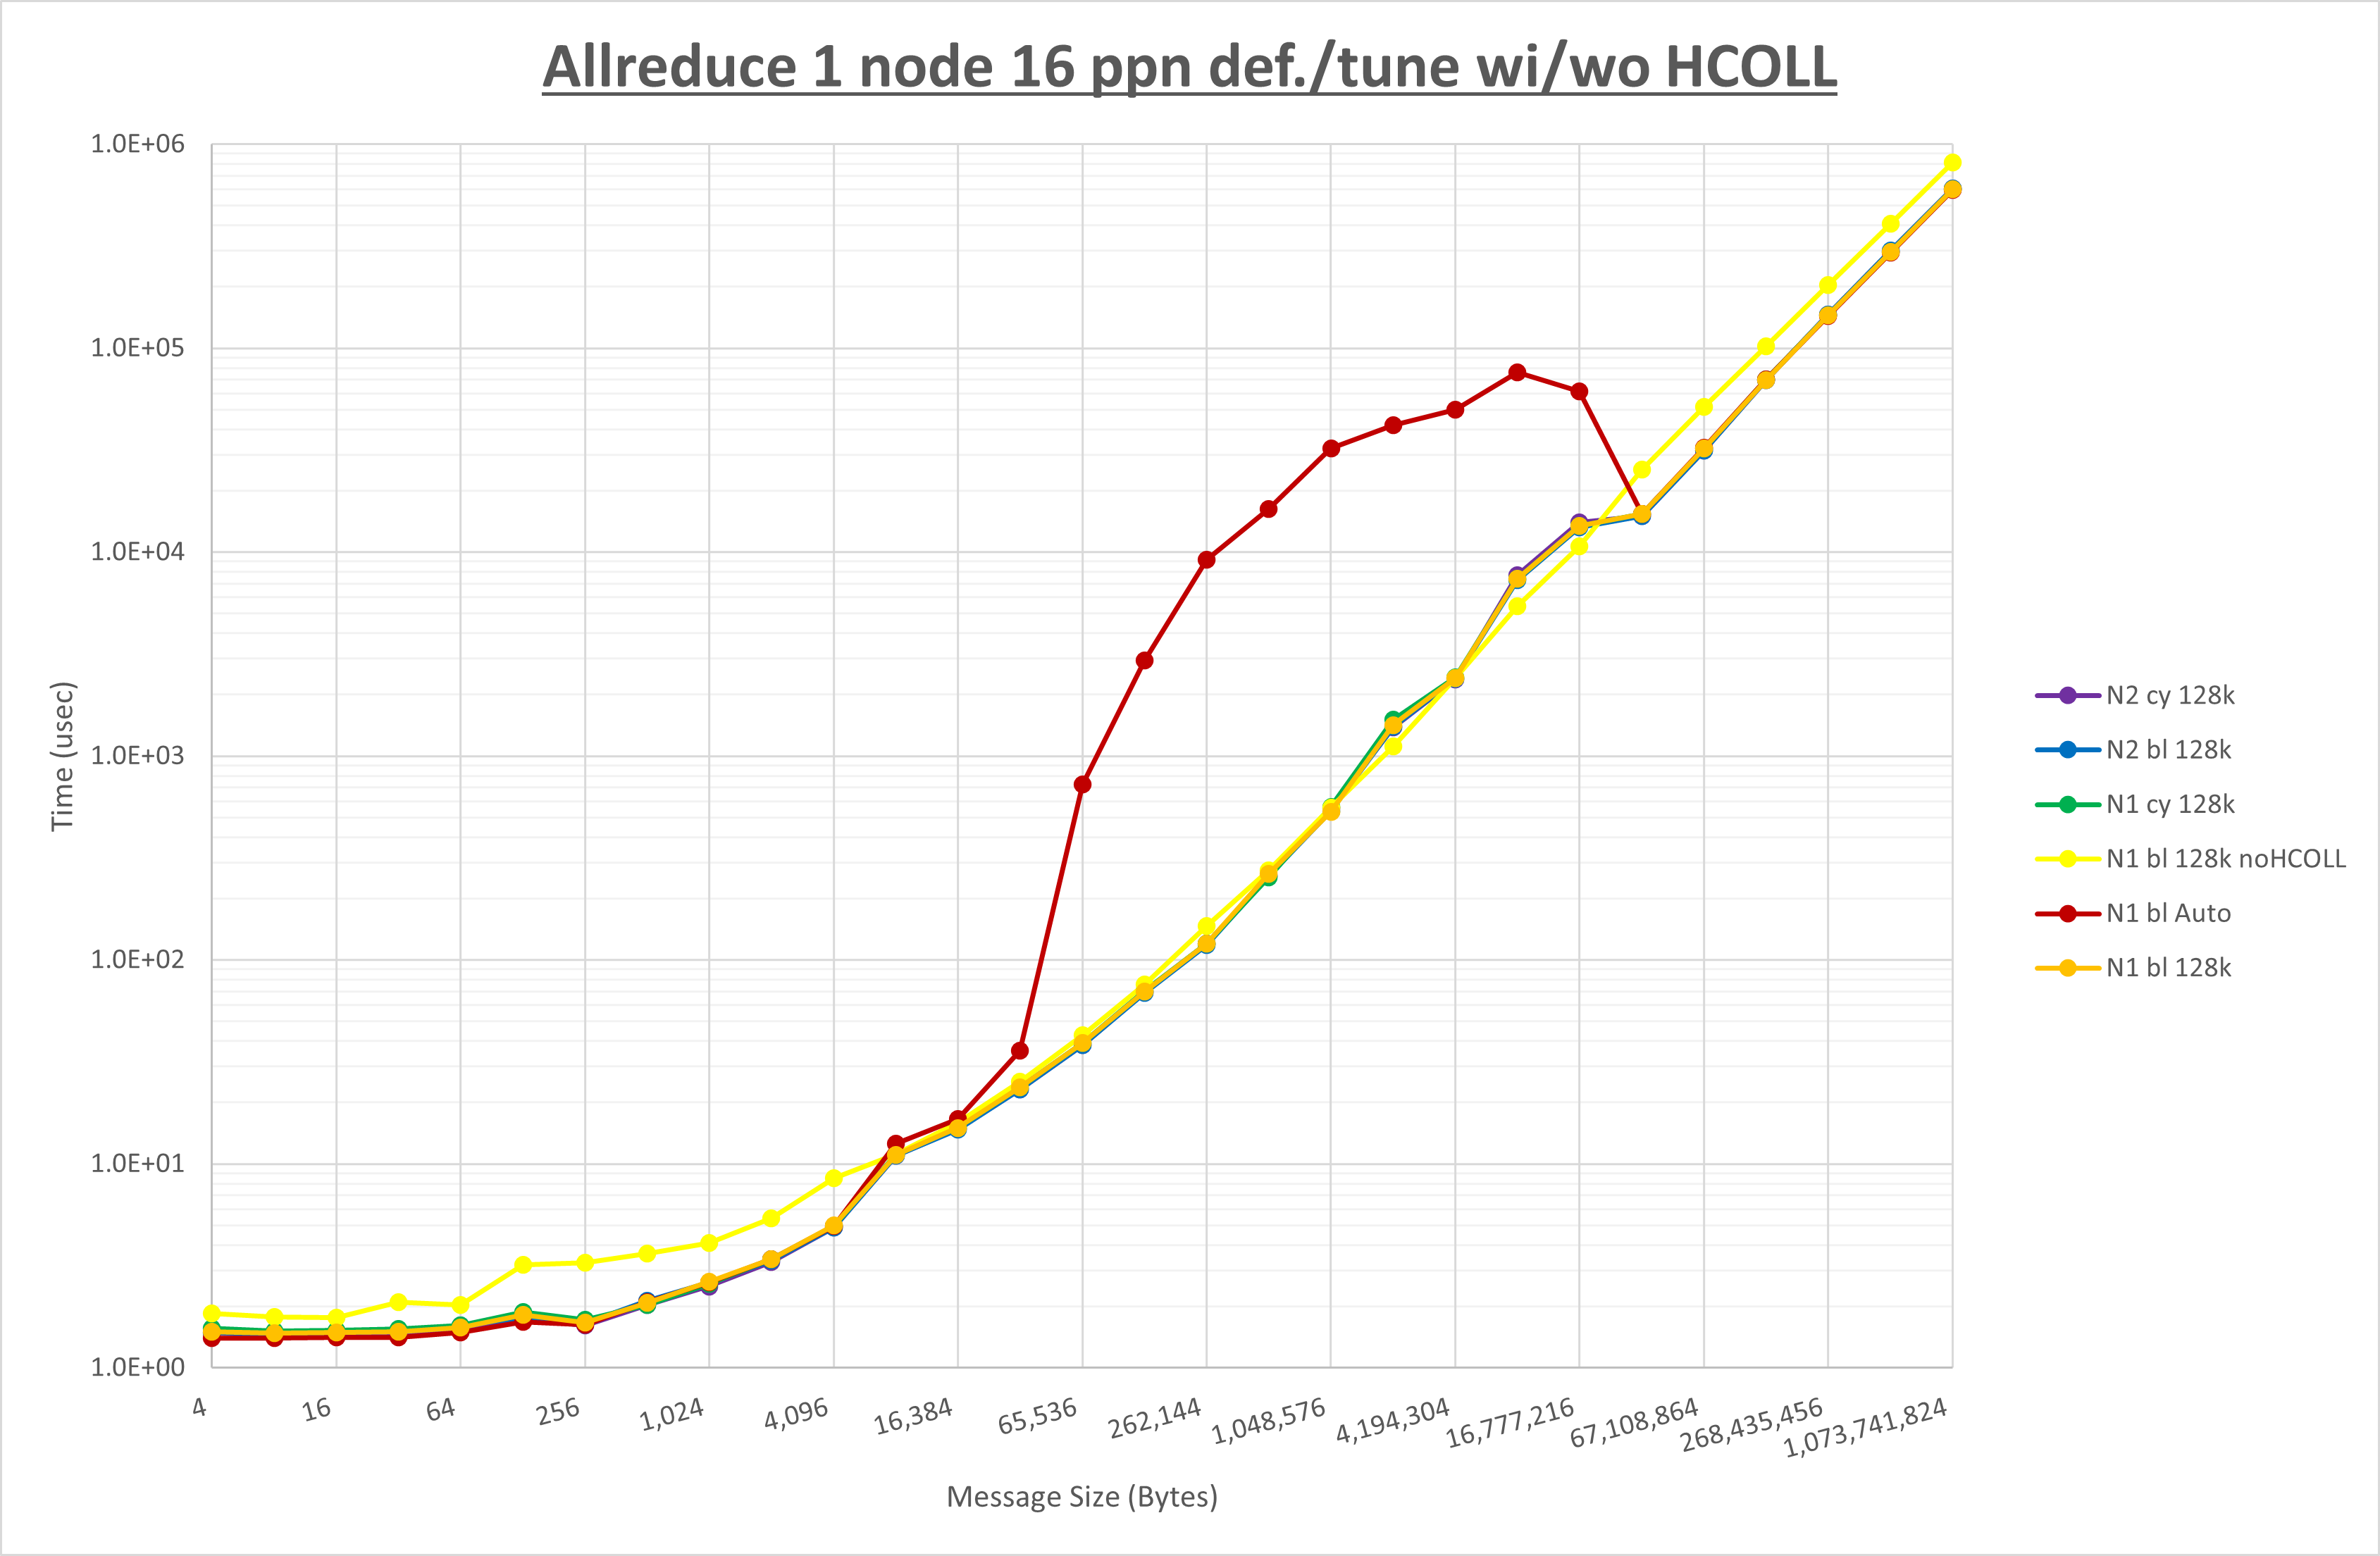 Allreduce 1 node 16 ppn def./tune wi/wo HCOLL
1.0E+06
1.0E+05
1.0E+04
1.0E+03
1.0E+02
1.0E+01
1.0E+00
Time (usec)
4
16
64
256
1,024
4,096
16,384
65,536
262,144
1,048,576
4,194,304
16,777,216
67,108,864
268,435,456
1,073,741,824
Message Size (Bytes)
N2 cy 128k
N2 bl 128k
N1 cy 128k
N1 bl 128k noHCOLL
N1 bl Auto
N1 bl 128k